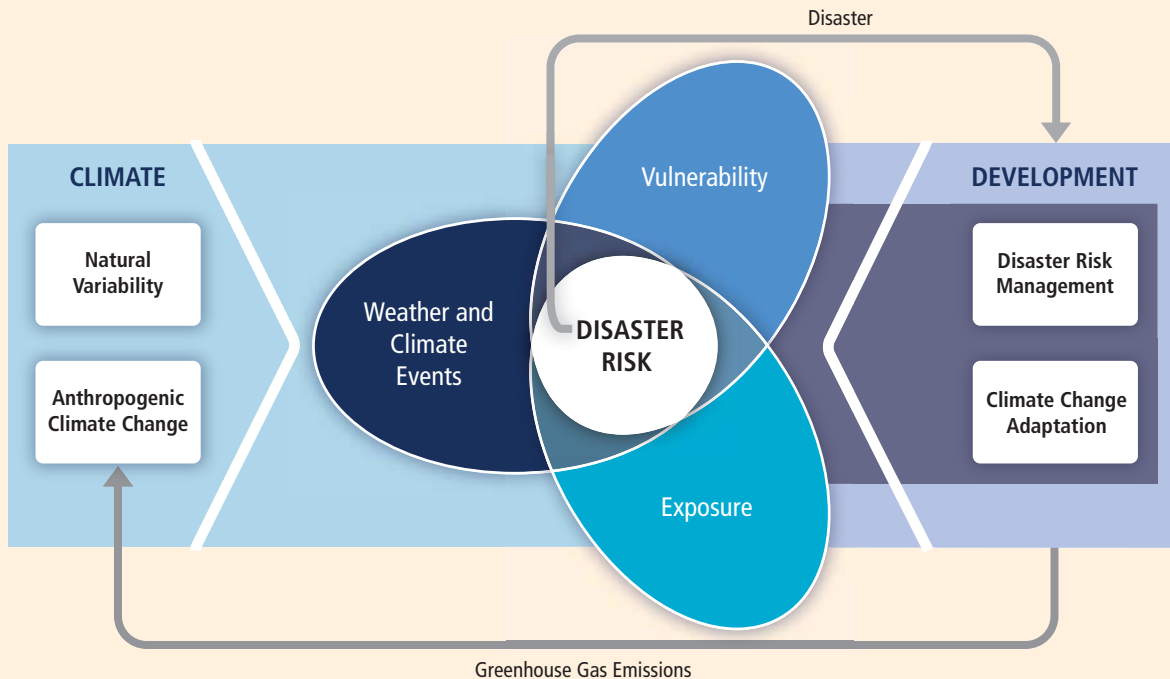 Disaster
CLIMATE
Natural
Variability
Anthropogenic
Climate Change
Weather and
Climate
Events
Vulnerability
DISASTER
RISK
Exposure
DEVELOPMENT
Disaster Risk
Management
Climate Change
Adaptation
Greenhouse Gas Emissions